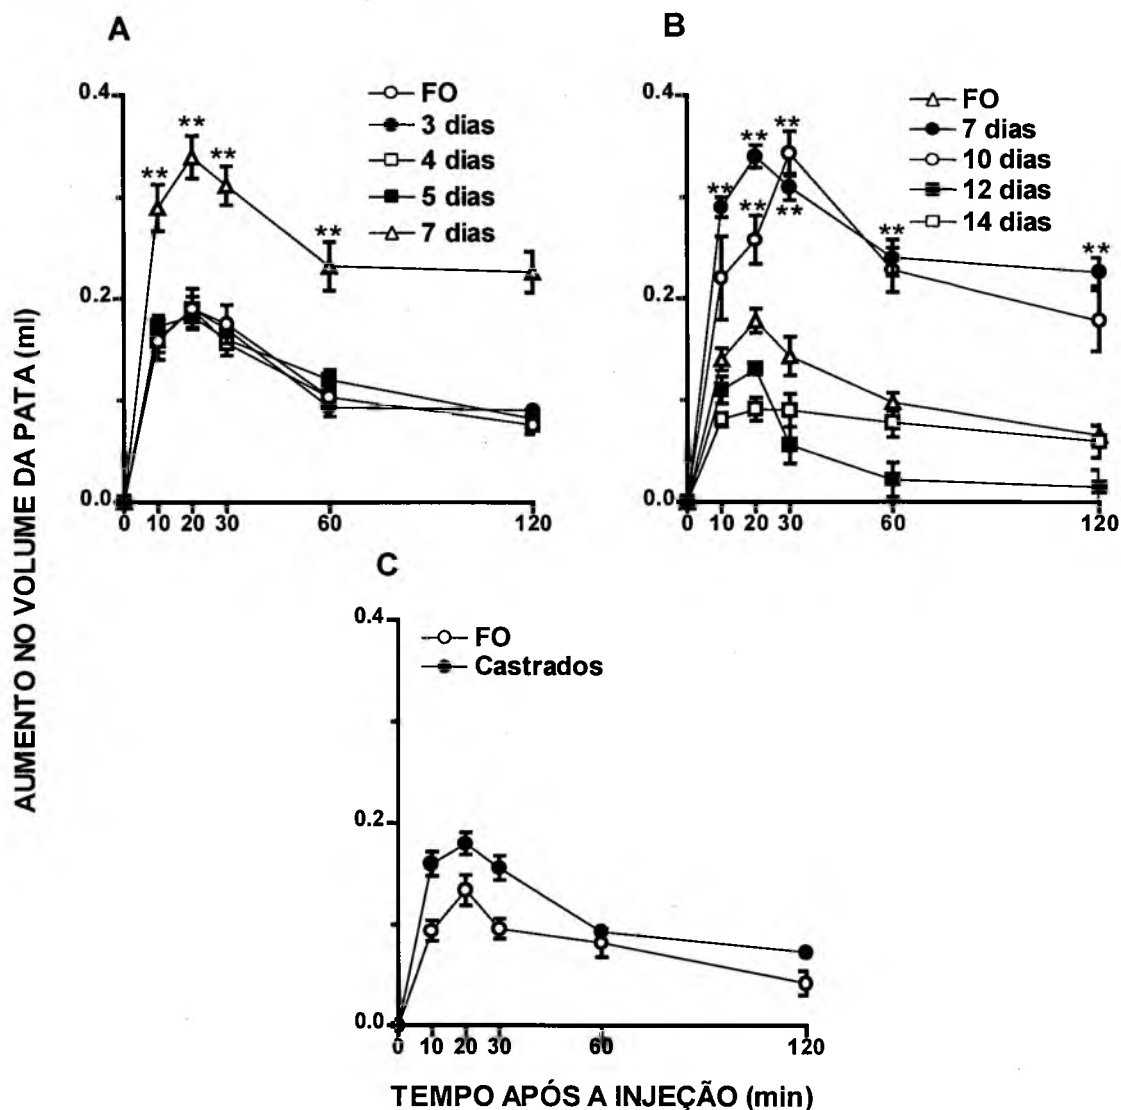 A
FO
3 dias
4 dias
5 dias
7 dias
0.4
0.2
0.0
** ** ** **
0 10 20 30 60 120
B
FO
7 dias
10 dias
12 dias
14 dias
0.4
0.2
0.0
** ** ** ** ** ** **
0 10 20 30 60 120
C
FO
Castrados
0.4
0.2
0.0
0 10 20 30 60 120
AUMENTO NO VOLUME DA PATA (ml)
TEMPO APÓS A INJEÇÃO (min)